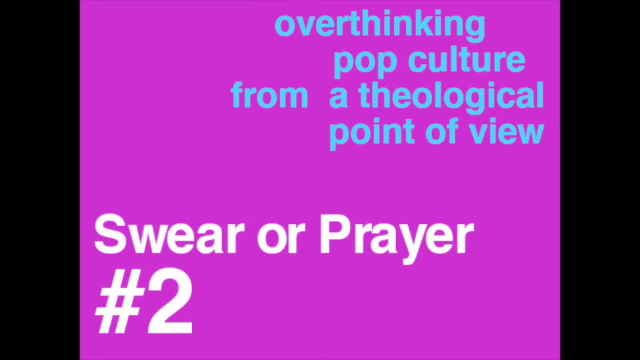 overthinking
pop culture
from a theological
point of view
Swear or Prayer
#2